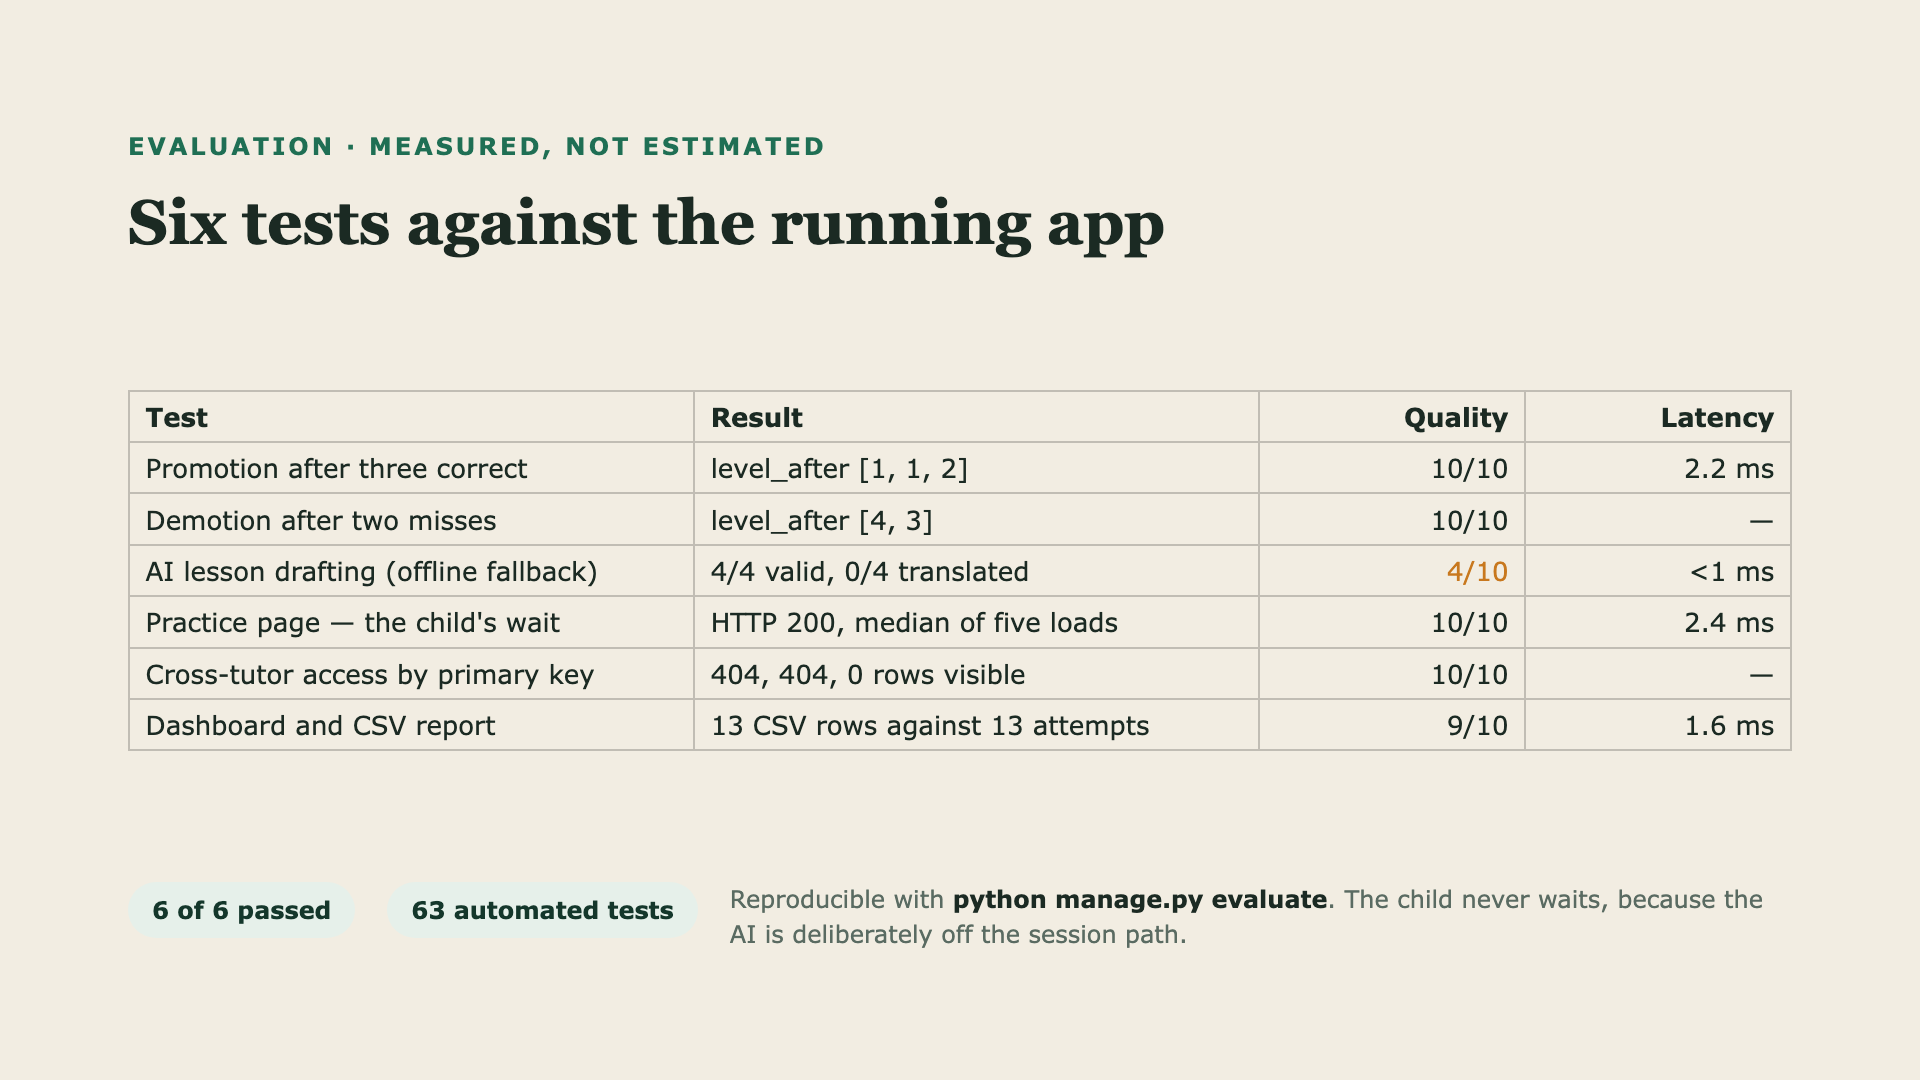 EVALUATION · MEASURED, NOT ESTIMATED
Six tests against the running app
Test Result Quality Latency
Promotion after three correct level_after [1, 1, 2] 10/10 2.2 ms
Demotion after two misses level_after [4, 3] 10/10 —
AI lesson drafting (offline fallback) 4/4 valid, 0/4 translated 4/10 <1 ms
Practice page — the child's wait HTTP 200, median of five loads 10/10 2.4 ms
Cross-tutor access by primary key 404, 404, 0 rows visible 10/10 —
Dashboard and CSV report 13 CSV rows against 13 attempts 9/10 1.6 ms
6 of 6 passed
63 automated tests
Reproducible with python manage.py evaluate. The child never waits, because the
AI is deliberately off the session path.